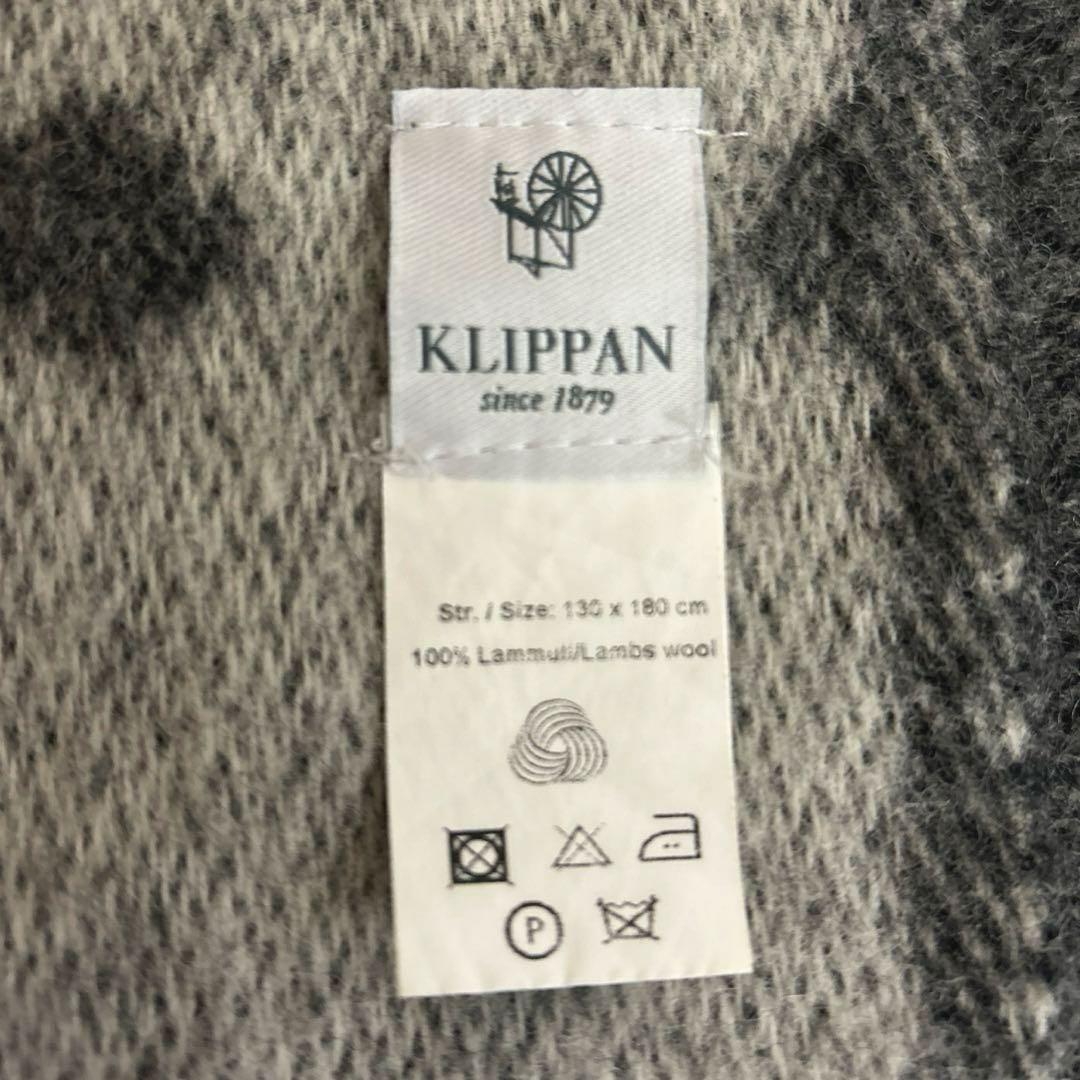 KLIPPAN
since 1879
Str. / Size: 130 x 180 cm
100% Lammull/Lambs wool
P